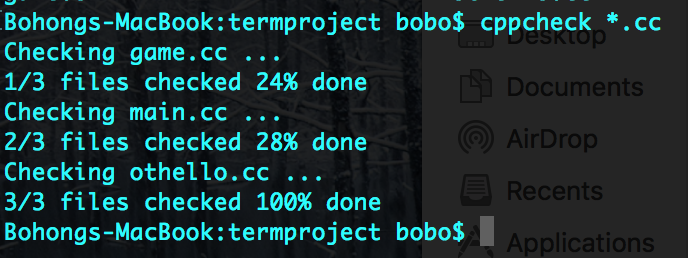 Bohongs-MacBook:termproject bobo$ cppcheck *.cc
Checking game.cc ...
1/3 files checked 24% done
Checking main.cc ...
2/3 files checked 28% done
Checking othello.cc ...
3/3 files checked 100% done
Bohongs-MacBook:termproject bobo$
Desktop
Documents
AirDrop
Recents
Applications